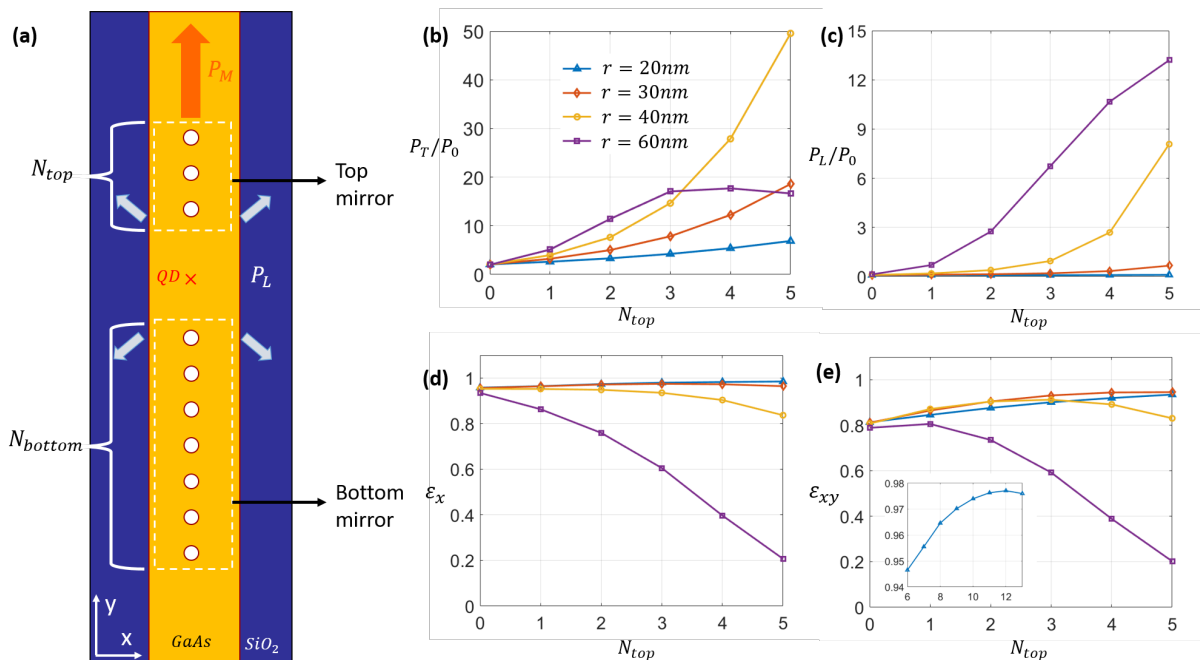 (a)
P_M
N_top
Top
mirror
QD ×
P_L
N_bottom
Bottom
mirror
y
x
GaAs
SiO₂
(b)
50
40
30
20
10
0
P_T/P_0
r = 20nm
r = 30nm
r = 40nm
r = 60nm
0 1 2 3 4 5
N_top
(c)
15
12
9
6
3
0
P_L/P_0
0 1 2 3 4 5
N_top
(d)
1
0.8
0.6
0.4
0.2
0
ε_x
0 1 2 3 4 5
N_top
(e)
1
0.8
0.6
0.4
0.2
0
ε_xy
0.98
0.97
0.96
0.95
0.94
6 8 10 12
0 1 2 3 4 5
N_top